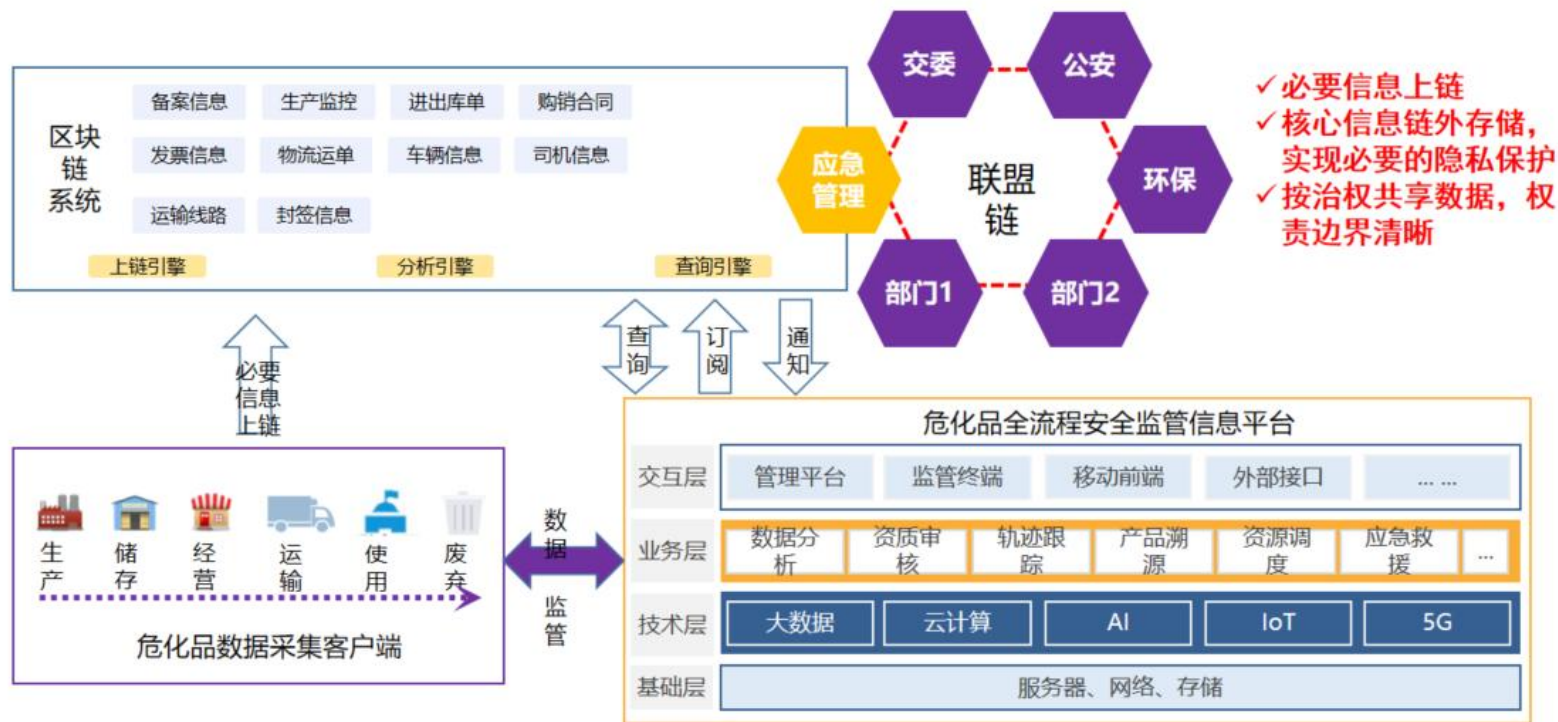 区块
链
系统
备案信息
生产监控
进出库单
购销合同
发票信息
物流运单
车辆信息
司机信息
运输线路
封签信息
上链引擎
分析引擎
查询引擎
交委
公安
应急
管理
联盟
链
环保
部门1
部门2
✓必要信息上链
✓核心信息链外存储，
实现必要的隐私保护
✓按治权共享数据，权
责边界清晰
必要
信息
上链
查
询
订
阅
通
知
生
产
储
存
经
营
运
输
使
用
废
弃
危化品数据采集客户端
数
据
监
管
危化品全流程安全监管信息平台
交互层
管理平台
监管终端
移动前端
外部接口
... ...
业务层
数据分
析
资质审
核
轨迹跟
踪
产品溯
源
资源调
度
应急救
援
...
技术层
大数据
云计算
AI
IoT
5G
基础层
服务器、网络、存储